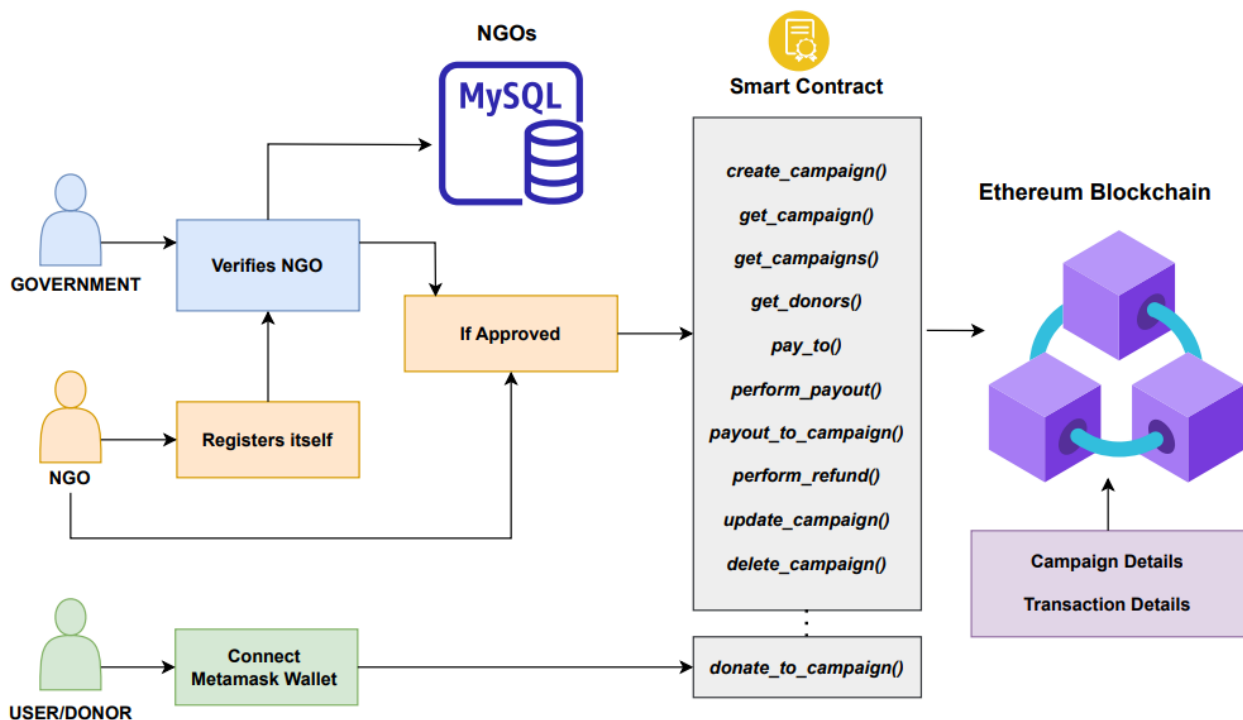 NGOs
MySQL
Smart Contract
create_campaign()
get_campaign()
get_campaigns()
get_donors()
pay_to()
perform_payout()
payout_to_campaign()
perform_refund()
update_campaign()
delete_campaign()
donate_to_campaign()
Ethereum Blockchain
Campaign Details
Transaction Details
GOVERNMENT
Verifies NGO
If Approved
NGO
Registers itself
USER/DONOR
Connect
Metamask Wallet